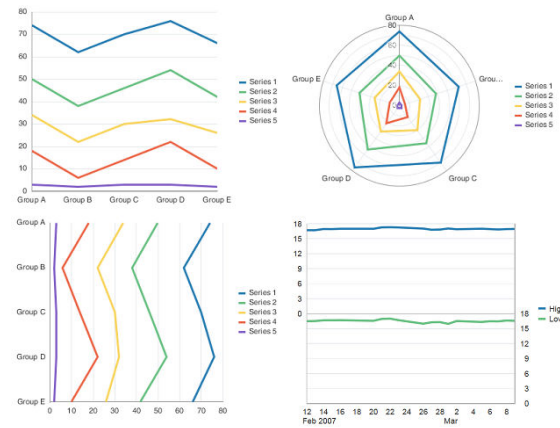 80
70
60
50
40
30
20
10
0
Group A Group B Group C Group D Group E
Series 1
Series 2
Series 3
Series 4
Series 5
Group A
80
60
40
20
0
Group E
Grou...
Group D
Group C
Series 1
Series 2
Series 3
Series 4
Series 5
Group A
Group B
Group C
Group D
Group E
0 10 20 30 40 50 60 70 80
Series 1
Series 2
Series 3
Series 4
Series 5
18
15
12
9
6
3
0
18
15
12
9
6
3
0
12 14 16 18 20 22 24 26 28 2 4 6 8
Feb 2007 Mar
High
Low